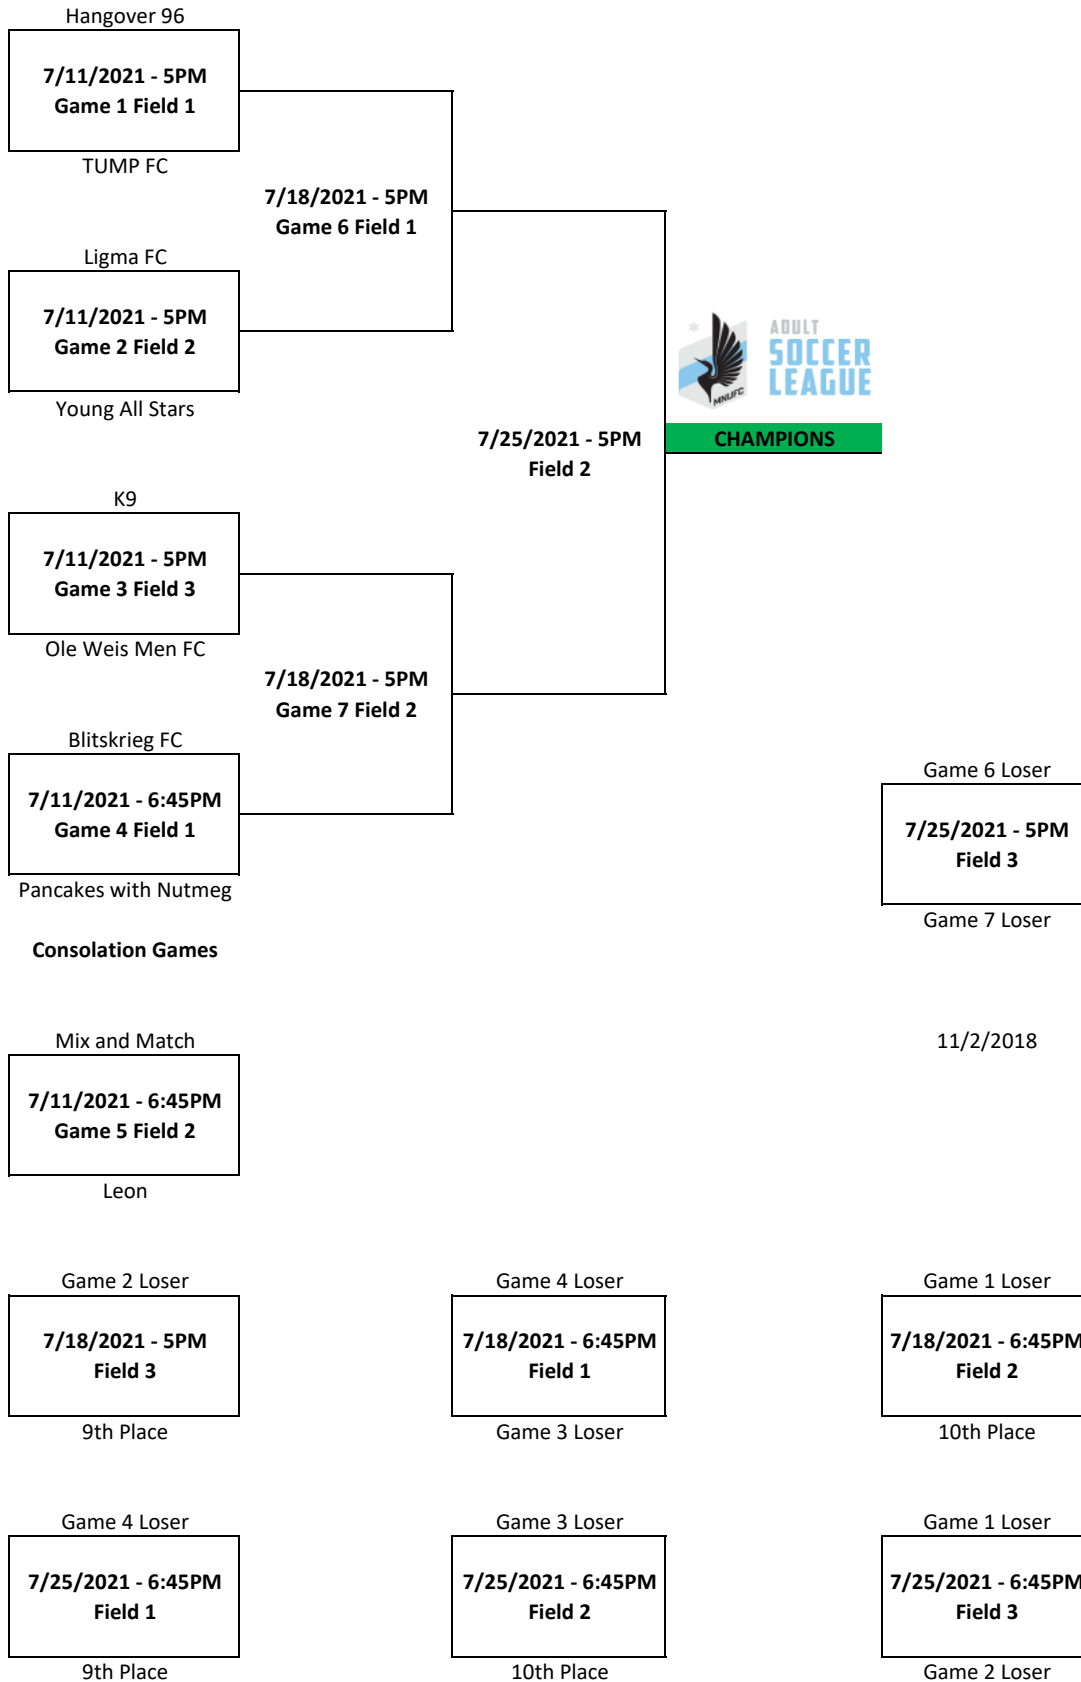 Hangover 96
7/11/2021 - 5PM
Game 1 Field 1
TUMP FC
7/18/2021 - 5PM
Game 6 Field 1
Ligma FC
7/11/2021 - 5PM
Game 2 Field 2
Young All Stars
ADULT
SOCCER
LEAGUE
MNUFC
7/25/2021 - 5PM
Field 2
CHAMPIONS
K9
7/11/2021 - 5PM
Game 3 Field 3
Ole Weis Men FC
7/18/2021 - 5PM
Game 7 Field 2
Blitskrieg FC
7/11/2021 - 6:45PM
Game 4 Field 1
Pancakes with Nutmeg
Game 6 Loser
7/25/2021 - 5PM
Field 3
Game 7 Loser
Consolation Games
Mix and Match
11/2/2018
7/11/2021 - 6:45PM
Game 5 Field 2
Leon
Game 2 Loser
7/18/2021 - 5PM
Field 3
9th Place
Game 4 Loser
7/18/2021 - 6:45PM
Field 1
Game 3 Loser
Game 1 Loser
7/18/2021 - 6:45PM
Field 2
10th Place
Game 4 Loser
7/25/2021 - 6:45PM
Field 1
9th Place
Game 3 Loser
7/25/2021 - 6:45PM
Field 2
10th Place
Game 1 Loser
7/25/2021 - 6:45PM
Field 3
Game 2 Loser